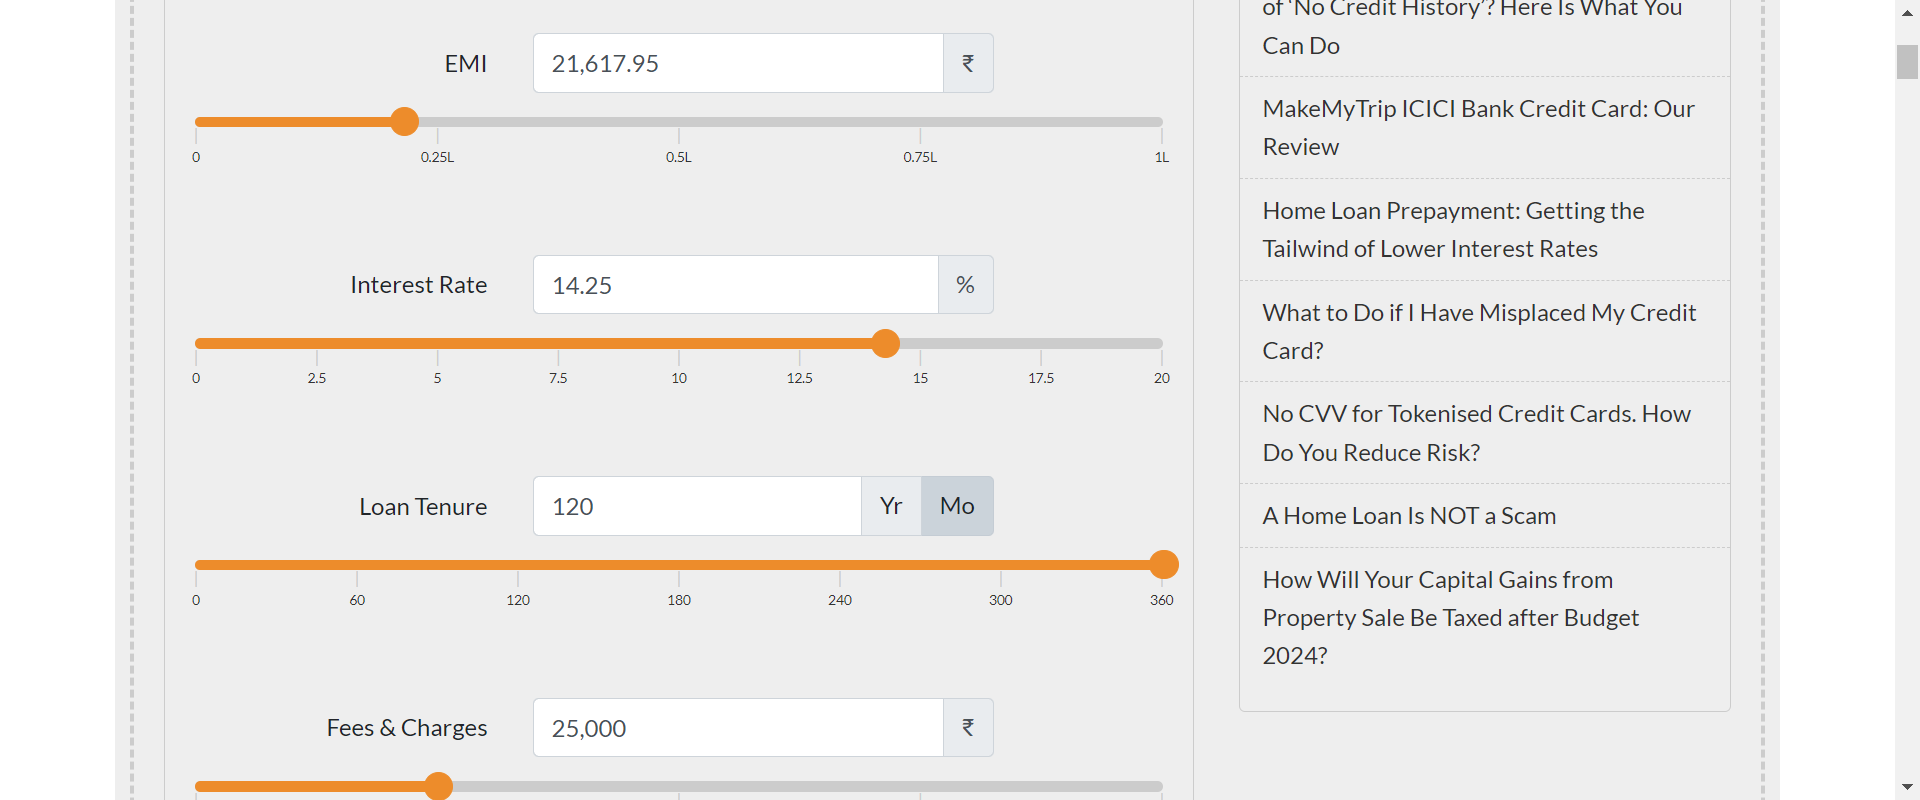 EMI
21,617.95 ₹
0 0.25L 0.5L 0.75L 1L
Interest Rate
14.25 %
0 2.5 5 7.5 10 12.5 15 17.5 20
Loan Tenure
120 Yr Mo
0 60 120 180 240 300 360
Fees & Charges
25,000 ₹
of ‘No Credit History’? Here Is What You
Can Do
MakeMyTrip ICICI Bank Credit Card: Our
Review
Home Loan Prepayment: Getting the
Tailwind of Lower Interest Rates
What to Do if I Have Misplaced My Credit
Card?
No CVV for Tokenised Credit Cards. How
Do You Reduce Risk?
A Home Loan Is NOT a Scam
How Will Your Capital Gains from
Property Sale Be Taxed after Budget
2024?